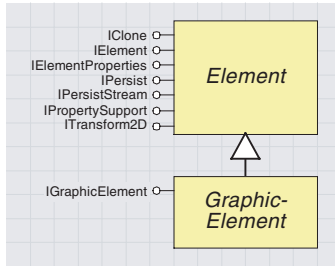 IClone
IElement
IElementProperties
IPersist
IPersistStream
IPropertySupport
ITransform2D
Element
IGraphicElement
Graphic-
Element